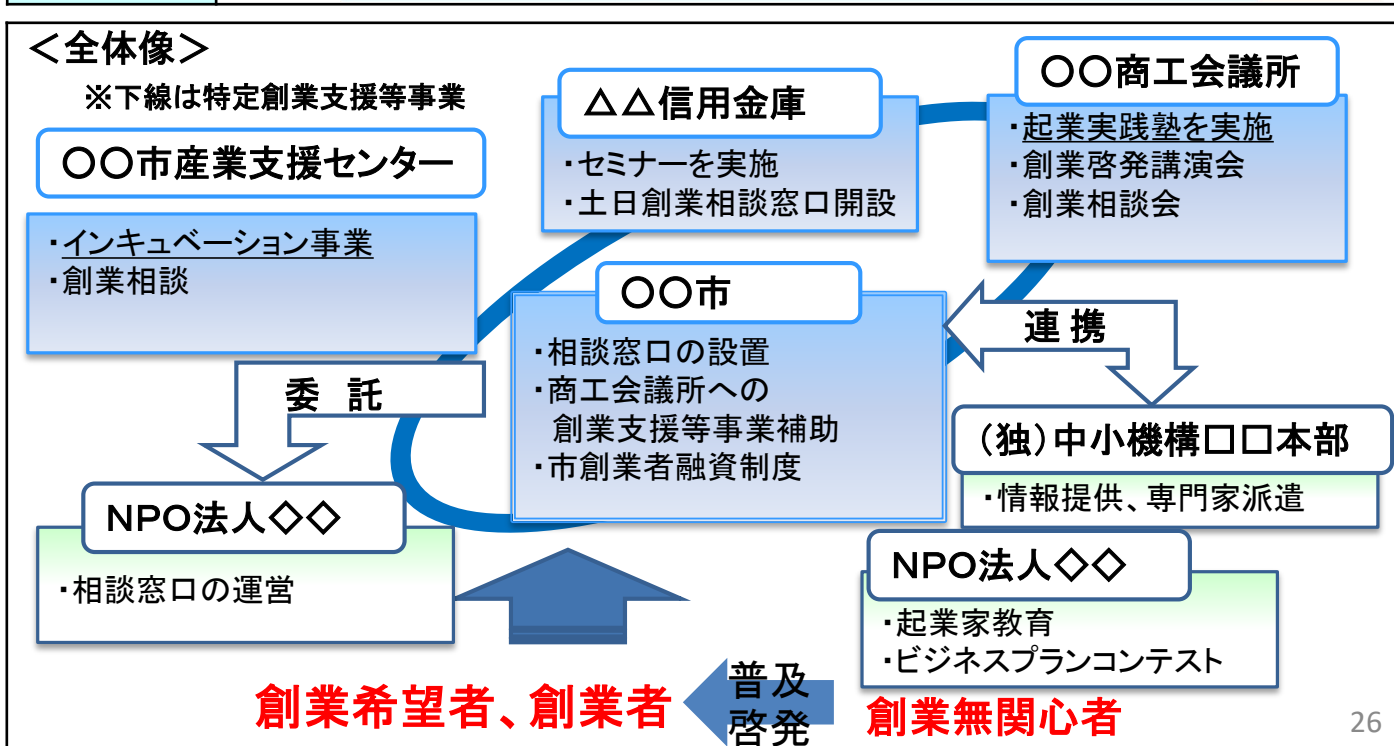 ＜全体像＞
※下線は特定創業支援等事業
〇〇市産業支援センター
・インキュベーション事業
・創業相談
△△信用金庫
・セミナーを実施
・土日創業相談窓口開設
〇〇商工会議所
・起業実践塾を実施
・創業啓発講演会
・創業相談会
〇〇市
・相談窓口の設置
・商工会議所への
創業支援等事業補助
・市創業者融資制度
連携
委託
(独)中小機構□□本部
・情報提供、専門家派遣
NPO法人◇◇
・相談窓口の運営
NPO法人◇◇
・起業家教育
・ビジネスプランコンテスト
創業希望者、創業者
普及
啓発
創業無関心者
26